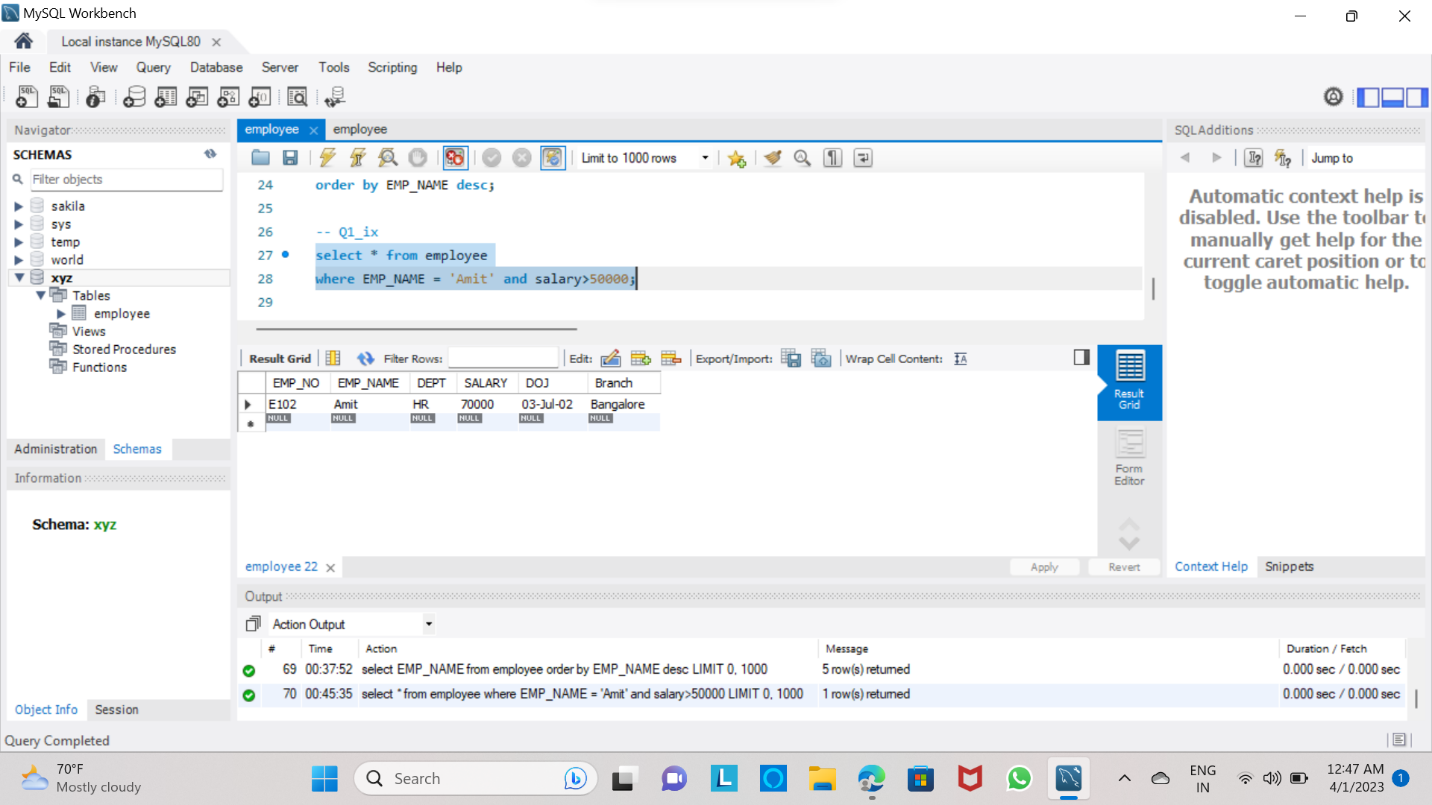 MySQL Workbench
Local instance MySQL80
File Edit View Query Database Server Tools Scripting Help
Navigator
SCHEMAS
Filter objects
sakila
sys
temp
world
xyz
Tables
employee
Views
Stored Procedures
Functions
Administration Schemas
Information
Schema: xyz
Object Info Session
employee employee
Limit to 1000 rows
24 order by EMP_NAME desc;
25
26 -- Q1_ix
27 select * from employee
28 where EMP_NAME = 'Amit' and salary>50000;
29
Result Grid Filter Rows: Edit: Export/Import: Wrap Cell Content:
EMP_NO EMP_NAME DEPT SALARY DOJ Branch
E102 Amit HR 70000 03-Jul-02 Bangalore
NULL NULL NULL NULL NULL NULL
Result
Grid
Form
Editor
employee 22 Apply Revert
SQLAdditions
Jump to
Automatic context help is
disabled. Use the toolbar to
manually get help for the
current caret position or to
toggle automatic help.
Context Help Snippets
Output
Action Output
# Time Action Message Duration / Fetch
69 00:37:52 select EMP_NAME from employee order by EMP_NAME desc LIMIT 0, 1000 5 row(s) returned 0.000 sec / 0.000 sec
70 00:45:35 select * from employee where EMP_NAME = 'Amit' and salary>50000 LIMIT 0, 1000 1 row(s) returned 0.000 sec / 0.000 sec
Query Completed
70°F
Mostly cloudy
Search
ENG
IN
12:47 AM
4/1/2023
1